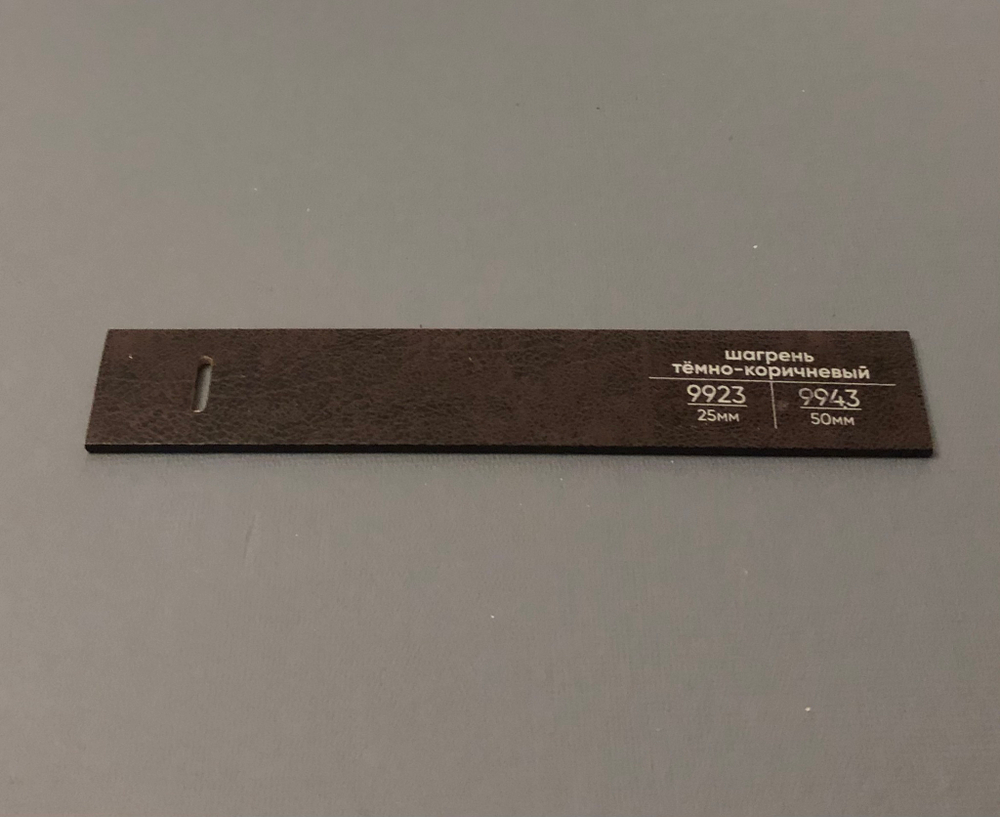 шагрень
тёмно-коричневый
9923 9943
25мм 50мм